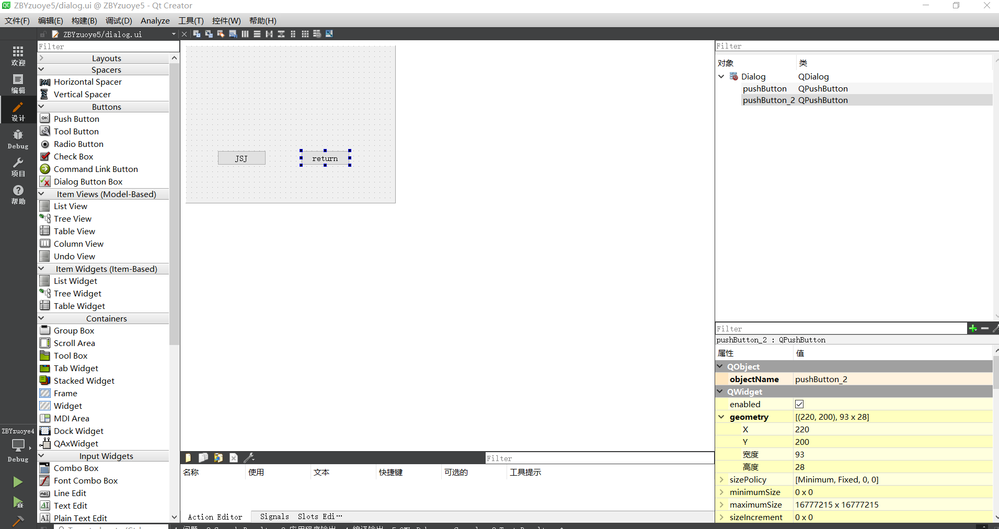 ZBYzuoye5/dialog.ui @ ZBYzuoye5 - Qt Creator
文件(F) 编辑(E) 构建(B) 调试(D) Analyze 工具(T) 控件(W) 帮助(H)
ZBYzuoye5/dialog.ui
欢迎
编辑
设计
Debug
项目
帮助
ZBYzuoye4
Debug
Filter
Layouts
Spacers
Horizontal Spacer
Vertical Spacer
Buttons
OK Push Button
Tool Button
Radio Button
Check Box
Command Link Button
Dialog Button Box
Item Views (Model-Based)
List View
Tree View
Table View
Column View
Undo View
Item Widgets (Item-Based)
List Widget
Tree Widget
Table Widget
Containers
Group Box
Scroll Area
Tool Box
Tab Widget
Stacked Widget
Frame
Widget
MDI Area
Dock Widget
QAxWidget
Input Widgets
Combo Box
Font Combo Box
Line Edit
Text Edit
Plain Text Edit
JSJ return
Filter
名称 使用 文本 快捷键 可选的 工具提示
Action Editor Signals Slots Edi…
Filter
对象 类
Dialog QDialog
pushButton QPushButton
pushButton_2 QPushButton
Filter
pushButton_2 : QPushButton
属性 值
QObject
objectName pushButton_2
QWidget
enabled
geometry [(220, 200), 93 x 28]
X 220
Y 200
宽度 93
高度 28
sizePolicy [Minimum, Fixed, 0, 0]
minimumSize 0 x 0
maximumSize 16777215 x 16777215
sizeIncrement 0 x 0